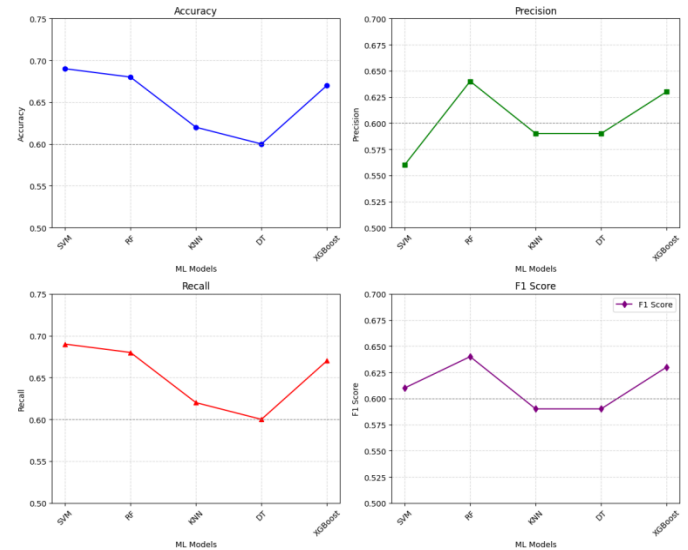 Accuracy
0.75
0.70
0.65
0.60
0.55
0.50
Accuracy
SVM
RF
KNN
DT
XGBoost
ML Models
Precision
0.700
0.675
0.650
0.625
0.600
0.575
0.550
0.525
0.500
Precision
SVM
RF
KNN
DT
XGBoost
ML Models
Recall
0.75
0.70
0.65
0.60
0.55
0.50
Recall
SVM
RF
KNN
DT
XGBoost
ML Models
F1 Score
F1 Score
0.700
0.675
0.650
0.625
0.600
0.575
0.550
0.525
0.500
F1 Score
SVM
RF
KNN
DT
XGBoost
ML Models